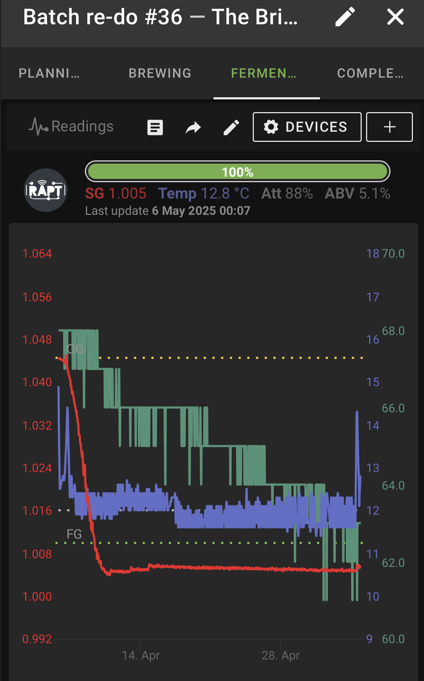 Batch re-do #36 — The Bri...
PLANNI... BREWING FERMEN... COMPLE...
Readings DEVICES +
100%
RAPT
SG 1.005 Temp 12.8 °C Att 88% ABV 5.1%
Last update 6 May 2025 00:07
1.064 18 70.0
1.056 17
1.048 16 68.0
OG
1.040 15
1.032 14 66.0
1.024 13 64.0
1.016 12
FG
1.008 11 62.0
1.000 10
0.992 9 60.0
14. Apr 28. Apr